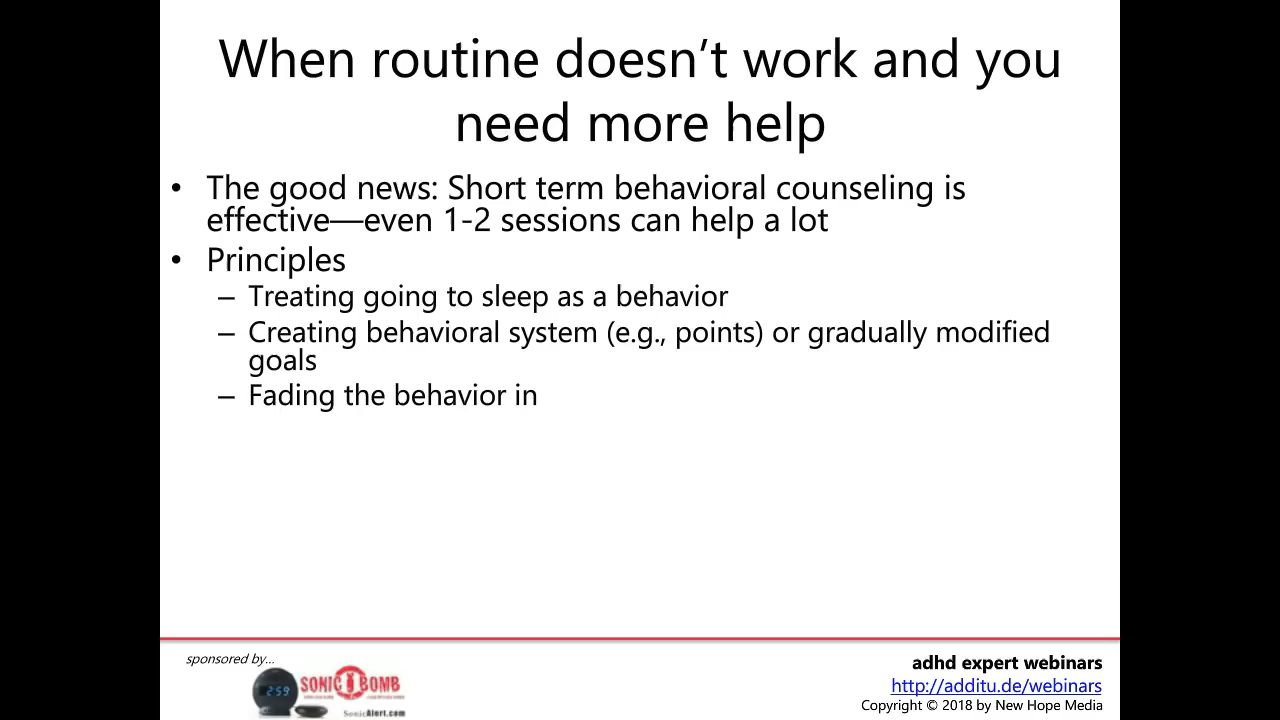 When routine doesn’t work and you
need more help
• The good news: Short term behavioral counseling is
effective—even 1-2 sessions can help a lot
• Principles
– Treating going to sleep as a behavior
– Creating behavioral system (e.g., points) or gradually modified
goals
– Fading the behavior in
sponsored by...
2:59
SONIC BOMB
SonicAlert.com
adhd expert webinars
http://additu.de/webinars
Copyright © 2018 by New Hope Media